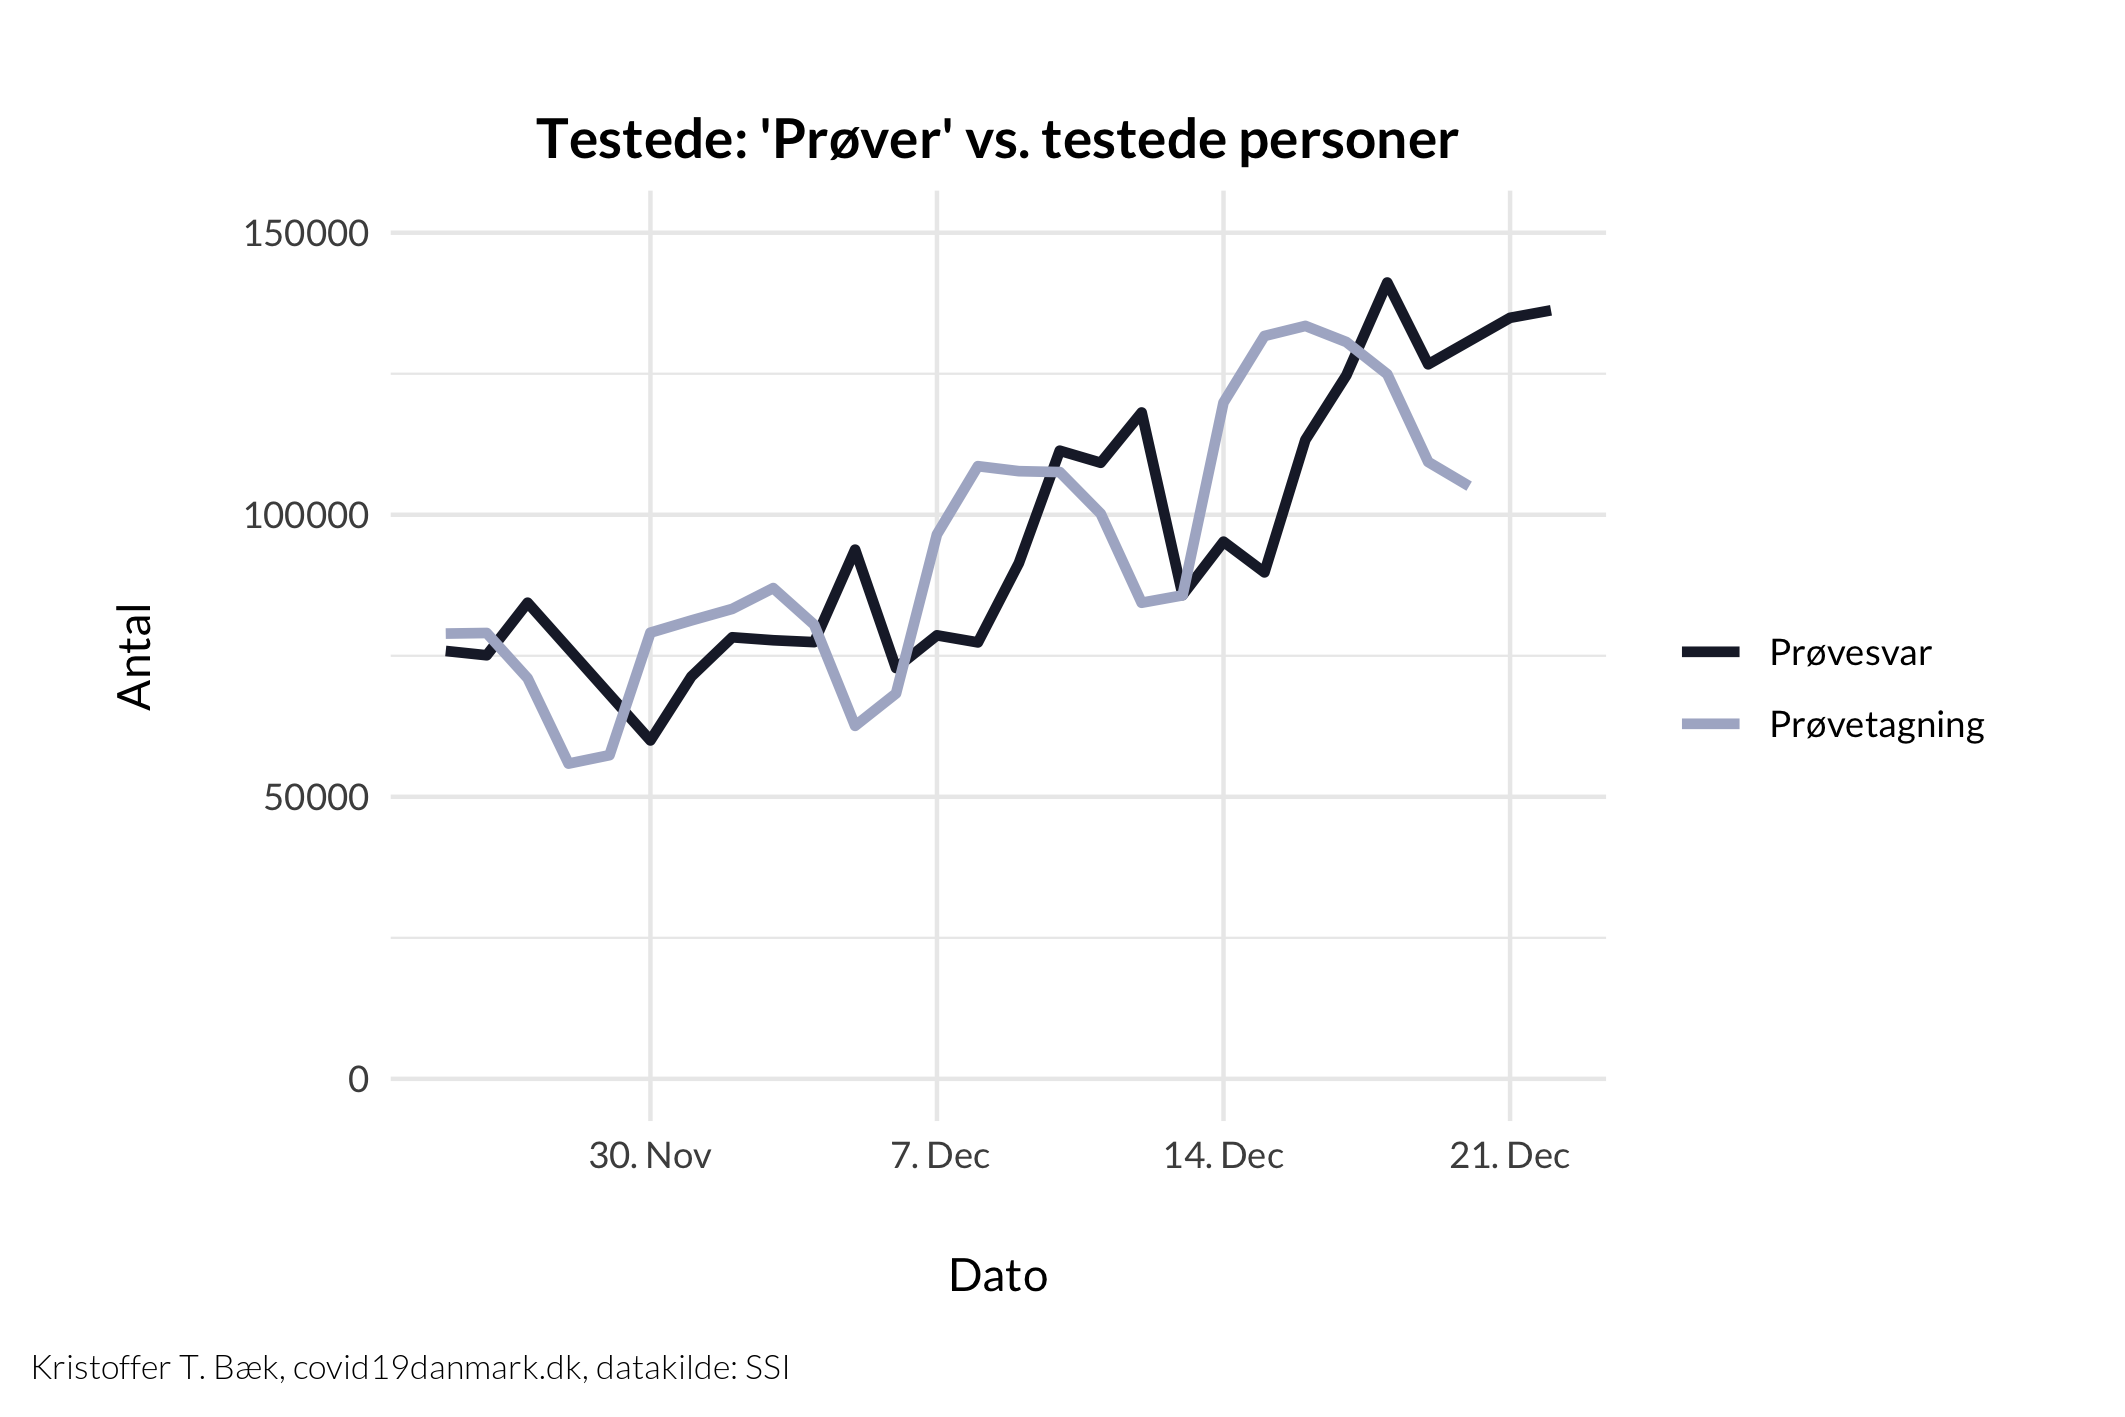 Testede: 'Prøver' vs. testede personer
150000
100000
50000
0
Antal
30. Nov
7. Dec
14. Dec
21. Dec
Dato
Prøvesvar
Prøvetagning
Kristoffer T. Bæk, covid19danmark.dk, datakilde: SSI